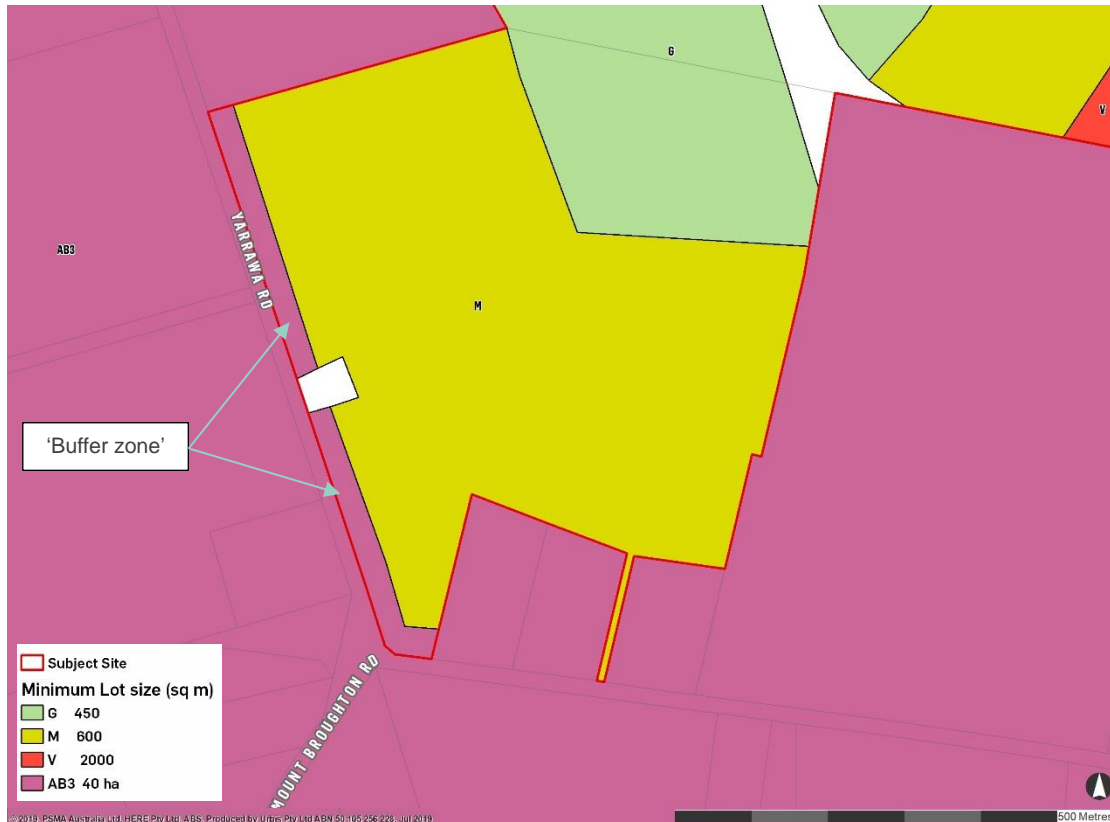 G
V
YARRAWA RD
AB3
M
'Buffer zone'
Subject Site
Minimum Lot size (sq m)
G 450
M 600
V 2000
AB3 40 ha
MOUNT BROUGHTON RD
© 2019. PSMA Australia Ltd, HERE Pty Ltd. ABS. Produced by Urbis Pty Ltd ABN 50 105 256 228, Jul 2019
500 Metres